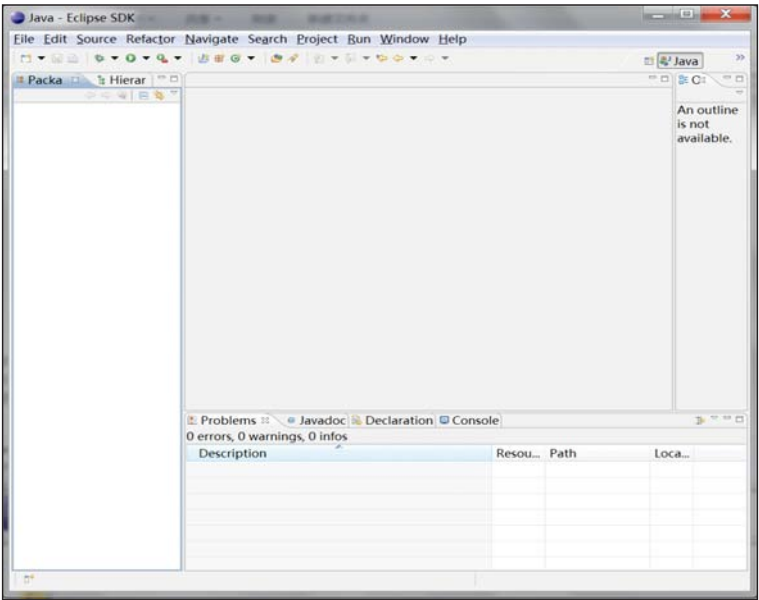 Java - Eclipse SDK
File Edit Source Refactor Navigate Search Project Run Window Help
Java
Packa
Hierar
An outline
is not
available.
Problems
Javadoc
Declaration
Console
0 errors, 0 warnings, 0 infos
Description
Resou...
Path
Loca...